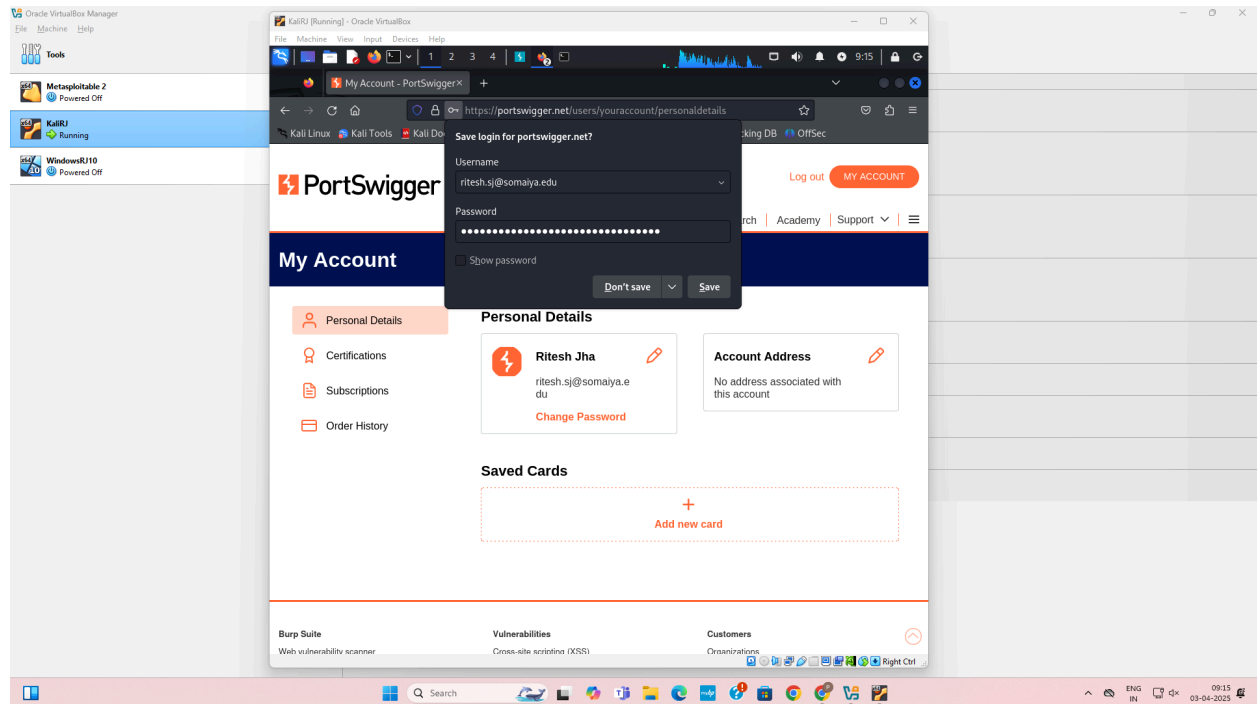 Oracle VirtualBox Manager
File Machine Help
Tools
Metasploitable 2
Powered Off
KaliRJ
Running
WindowsRJ10
Powered Off
KaliRJ [Running] - Oracle VirtualBox
File Machine View Input Devices Help
1 2 3 4
9:15
My Account - PortSwigger
https://portswigger.net/users/youraccount/personaldetails
Kali Linux Kali Tools Kali Do
king DB OffSec
Save login for portswigger.net?
Username
ritesh.sj@somaiya.edu
Password
Show password
Don't save
Save
PortSwigger
Log out MY ACCOUNT
rch Academy Support
My Account
Personal Details
Certifications
Subscriptions
Order History
Personal Details
Ritesh Jha
ritesh.sj@somaiya.e
du
Change Password
Account Address
No address associated with
this account
Saved Cards
+
Add new card
Burp Suite
Web vulnerability scanner
Vulnerabilities
Cross-site scripting (XSS)
Customers
Organizations
Right Ctrl
Search
ENG
IN
09:15
03-04-2025